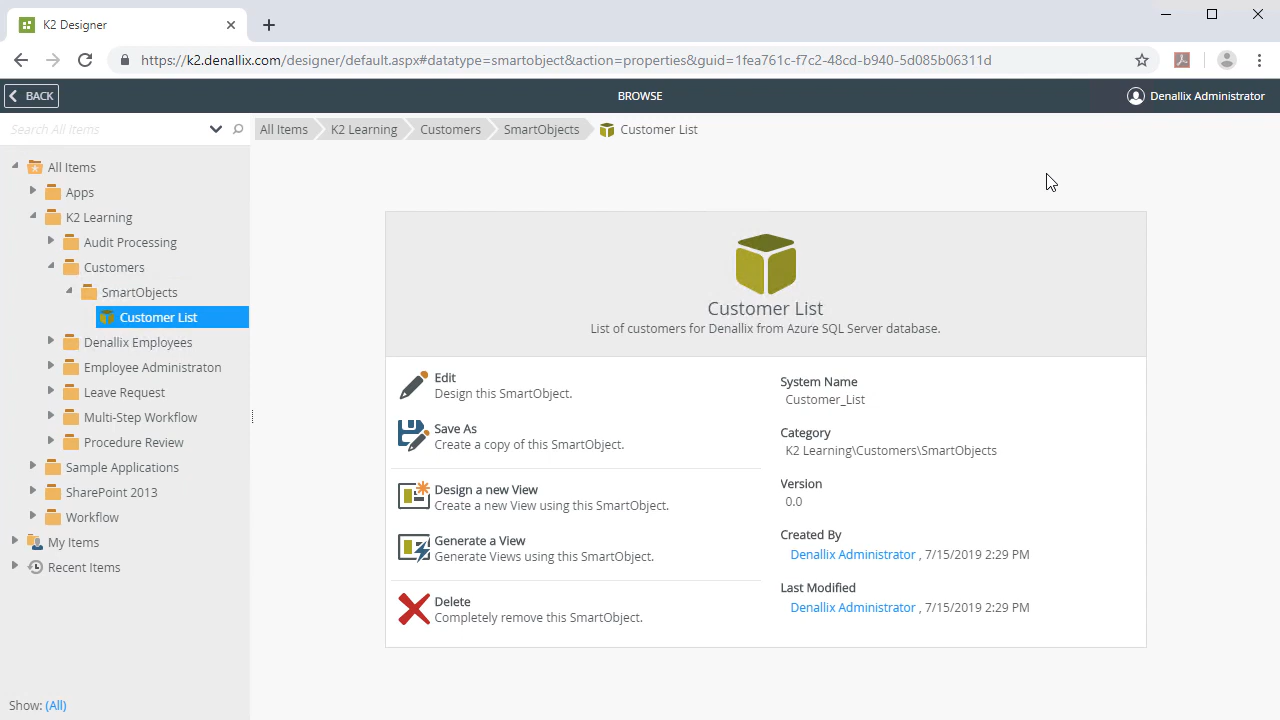 K2 Designer
https://k2.denallix.com/designer/default.aspx#datatype=smartobject&action=properties&guid=1fea761c-f7c2-48cd-b940-5d085b06311d
BACK
BROWSE
Denallix Administrator
Search All Items
All Items
K2 Learning
Customers
SmartObjects
Customer List
All Items
Apps
K2 Learning
Audit Processing
Customers
SmartObjects
Customer List
Denallix Employees
Employee Administraton
Leave Request
Multi-Step Workflow
Procedure Review
Sample Applications
SharePoint 2013
Workflow
My Items
Recent Items
Show: (All)
Customer List
List of customers for Denallix from Azure SQL Server database.
Edit
Design this SmartObject.
Save As
Create a copy of this SmartObject.
Design a new View
Create a new View using this SmartObject.
Generate a View
Generate Views using this SmartObject.
Delete
Completely remove this SmartObject.
System Name
Customer_List
Category
K2 Learning\Customers\SmartObjects
Version
0.0
Created By
Denallix Administrator , 7/15/2019 2:29 PM
Last Modified
Denallix Administrator , 7/15/2019 2:29 PM